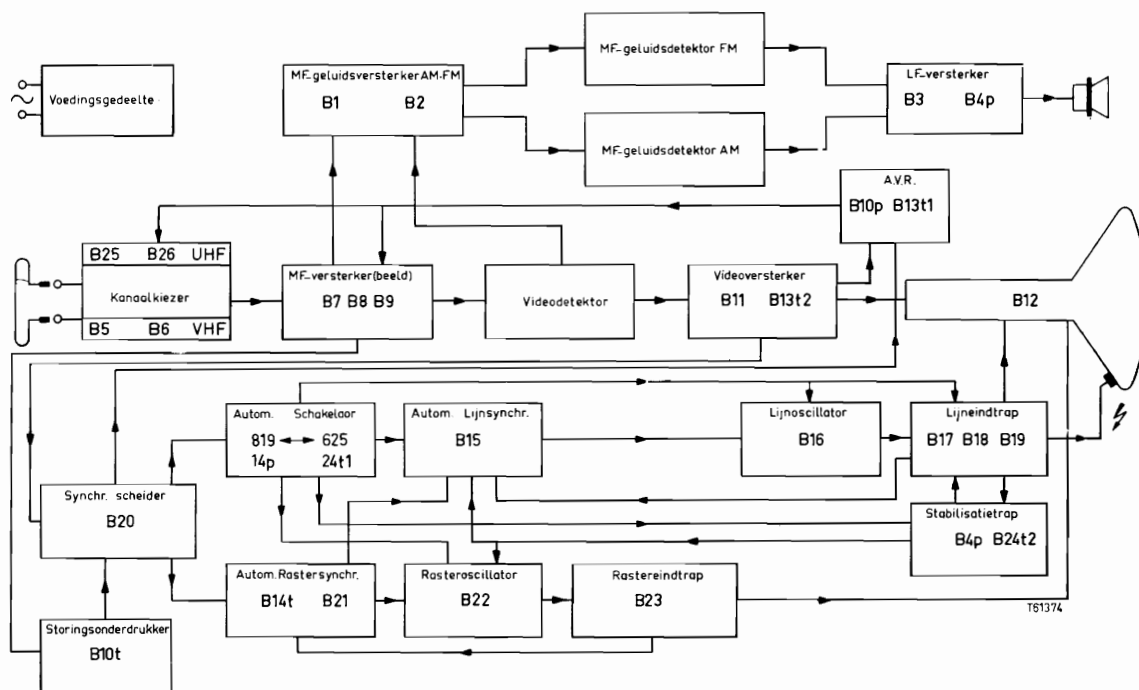 MF-geluidsdetektor FM
MF-geluidsversterker AM-FM
B1 B2
LF-versterker
B3 B4p
Voedingsgedeelte
MF-geluidsdetektor AM
A.V.R.
B10p B13t1
B25 B26 UHF
Kanaalkiezer
B5 B6 VHF
MF-versterker(beeld)
B7 B8 B9
Videodetektor
Videoversterker
B11 B13t2
B12
Autom. Schakelaar
819 ↔ 625
14p 24t1
Autom. Lijnsynchr.
B15
Lijnoscillator
B16
Lijneindtrap
B17 B18 B19
Synchr. scheider
B20
Stabilisatietrap
B4p B24t2
Autom.Rastersynchr.
B14t B21
Rasteroscillator
B22
Rastereindtrap
B23
T61374
Storingsonderdrukker
B10t